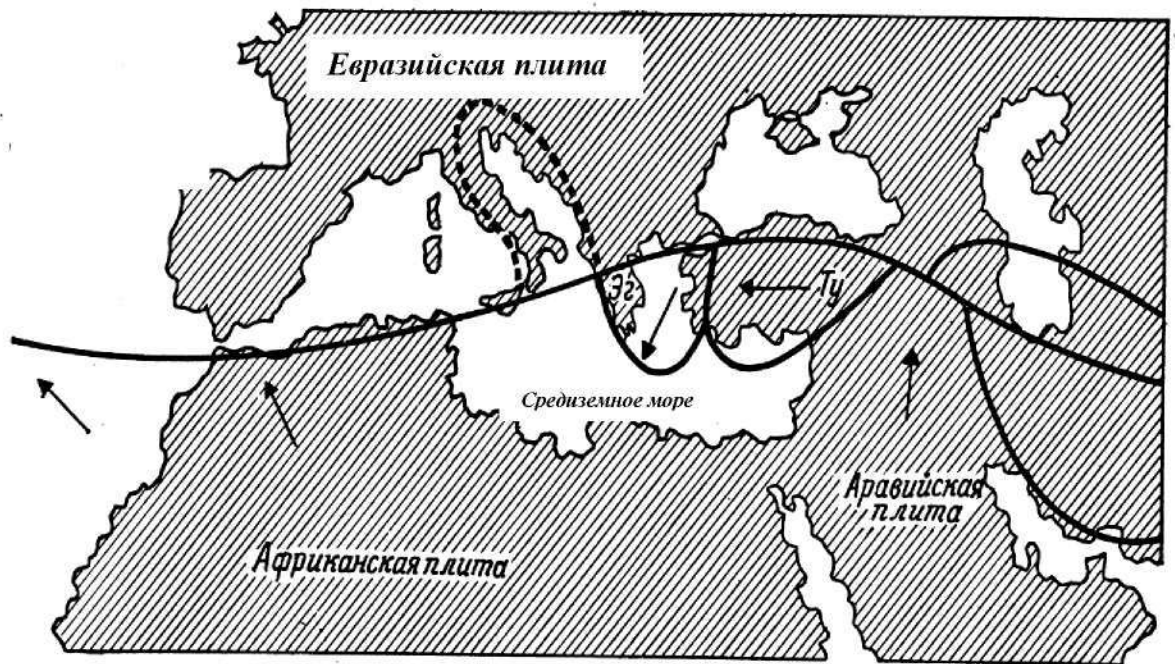 Евразийская плита
Эг
Ту
Средиземное море
Аравийская
плита
Африканская плита